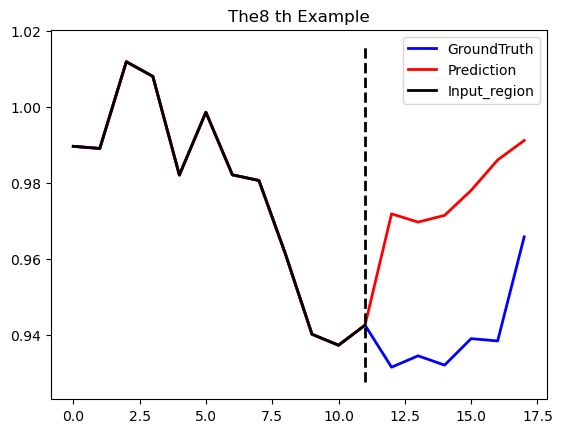 The8 th Example
1.02
1.00
0.98
0.96
0.94
GroundTruth
Prediction
Input_region
0.0 2.5 5.0 7.5 10.0 12.5 15.0 17.5